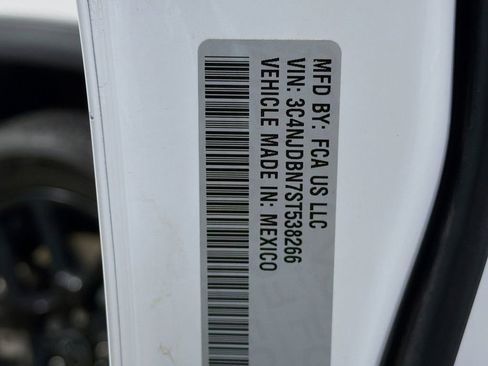 MFD BY: FCA US LLC
VIN: 3C4NJDBN7ST538266
VEHICLE MADE IN: MEXICO